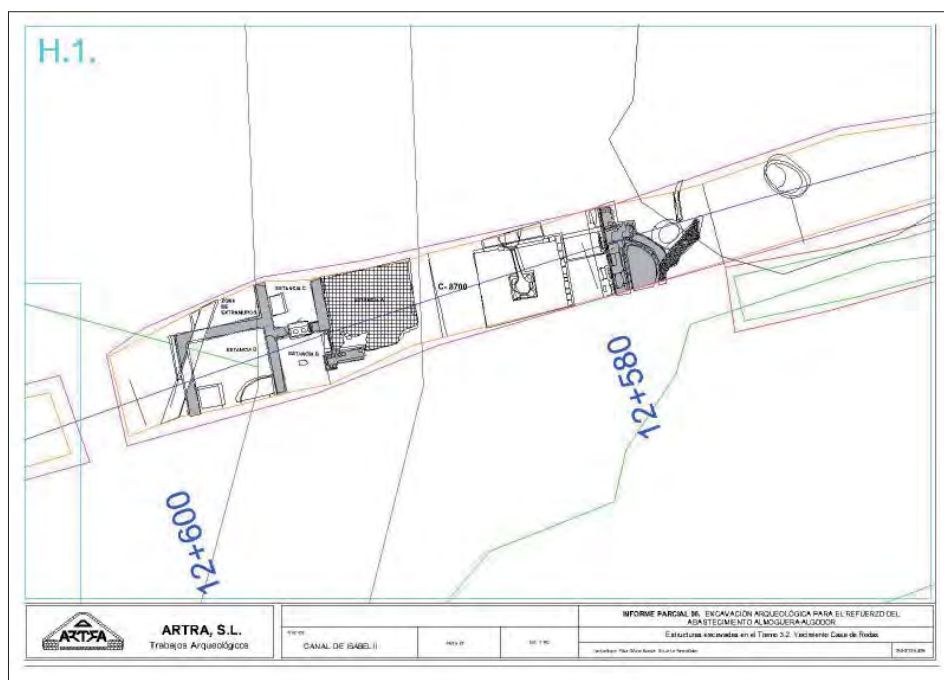 H.1.
ZONA
DE
EXTRAMUROS
ESTANCIA C
ESTANCIA A
ESTANCIA D
ESTANCIA B
C- 8700
12+580
12+600
ARTRA
ARTRA, S.L.
Trabajos Arqueológicos
CANAL DE ISABEL II
INFORME PARCIAL 06. EXCAVACIÓN ARQUEOLÓGICA PARA EL REFUERZO DEL
ABASTECIMIENTO ALMOGUERA-ALGODOR
Estructuras excavadas en el Tramo 3.2. Yacimiento Casa de Rodas